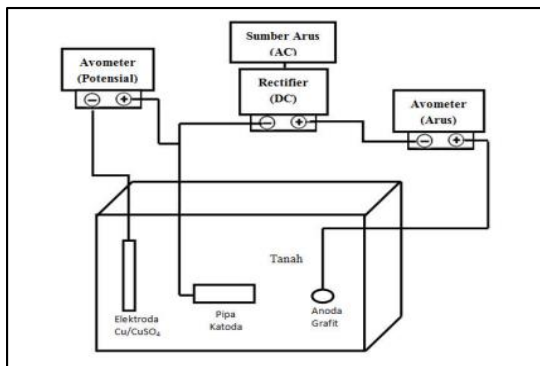 Sumber Arus
(AC)
Avometer
(Potensial)
Rectifier
(DC)
Avometer
(Arus)
Tanah
Elektroda
Cu/CuSO₄
Pipa
Katoda
Anoda
Grafit